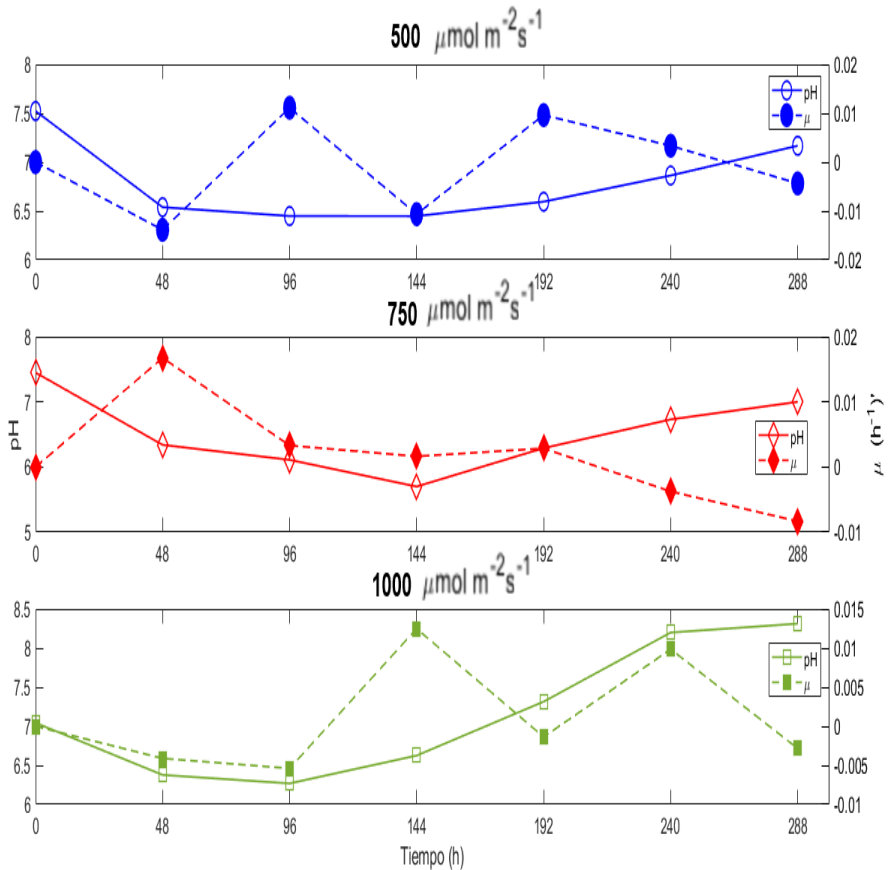 500 μmol m⁻²s⁻¹
8
7.5
7
6.5
6
0.02
0.01
0
-0.01
-0.02
pH
μ
0 48 96 144 192 240 288
750 μmol m⁻²s⁻¹
8
7
6
5
0.02
0.01
0
-0.01
pH
μ
pH
μ (h⁻¹)
0 48 96 144 192 240 288
1000 μmol m⁻²s⁻¹
8.5
8
7.5
7
6.5
6
0.015
0.01
0.005
0
-0.005
-0.01
pH
μ
0 48 96 144 192 240 288
Tiempo (h)